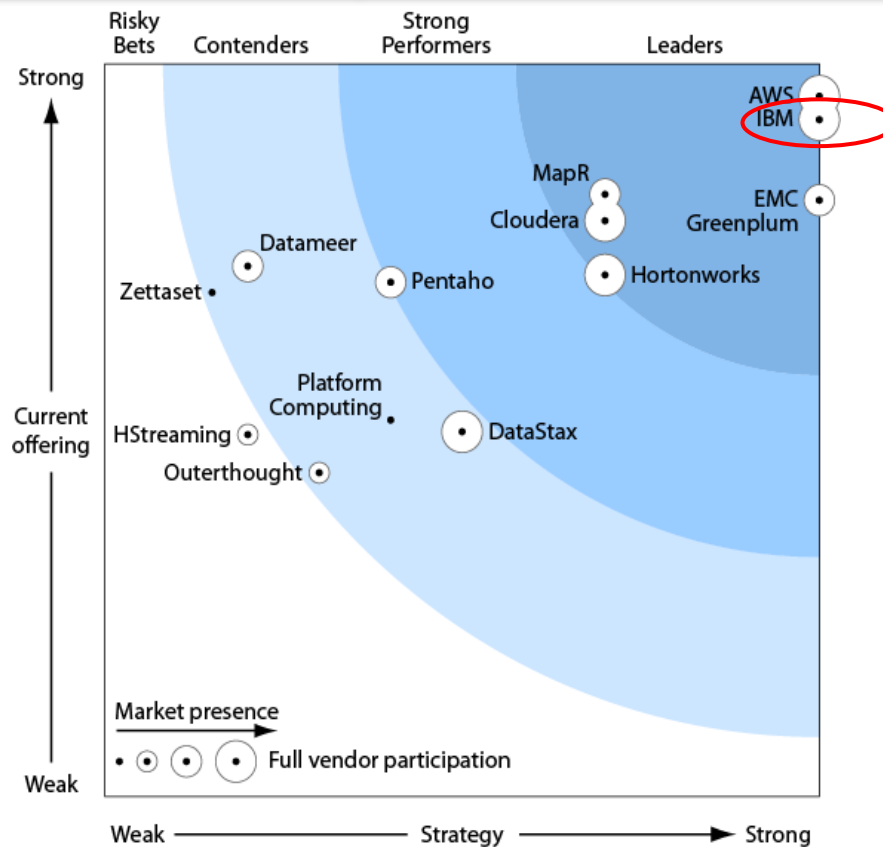 Risky
Bets
Contenders
Strong
Performers
Leaders
Strong
AWS
IBM
MapR
EMC
Greenplum
Cloudera
Datameer
Hortonworks
Pentaho
Zettaset
Platform
Computing
Current
offering
HStreaming
DataStax
Outerthought
Market presence
Full vendor participation
Weak
Weak
Strategy
Strong